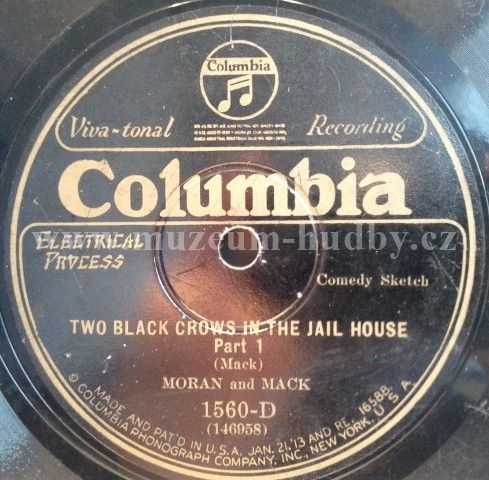 Columbia
Viva-tonal Recording
Columbia
www.muzeum-hudby.cz
ELECTRICAL
PROCESS
Comedy Sketch
TWO BLACK CROWS IN THE JAIL HOUSE
Part 1
(Mack)
MORAN and MACK
1560-D
(146958)
MADE AND PAT'D IN U.S.A. JAN. 21,'13 AND RE. 16588.
© COLUMBIA PHONOGRAPH COMPANY, INC., NEW YORK, U.S.A.